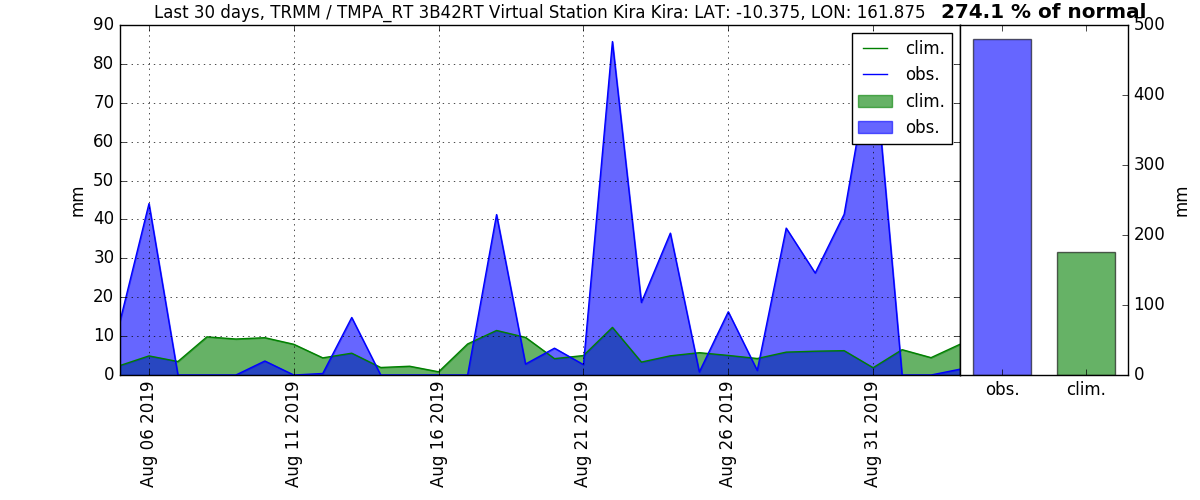 Last 30 days, TRMM / TMPA_RT 3B42RT Virtual Station Kira Kira: LAT: -10.375, LON: 161.875 274.1 % of normal
90
80
70
60
50
40
30
20
10
0
mm
clim.
obs.
clim.
obs.
Aug 06 2019
Aug 11 2019
Aug 16 2019
Aug 21 2019
Aug 26 2019
Aug 31 2019
500
400
300
200
100
0
mm
obs.
clim.